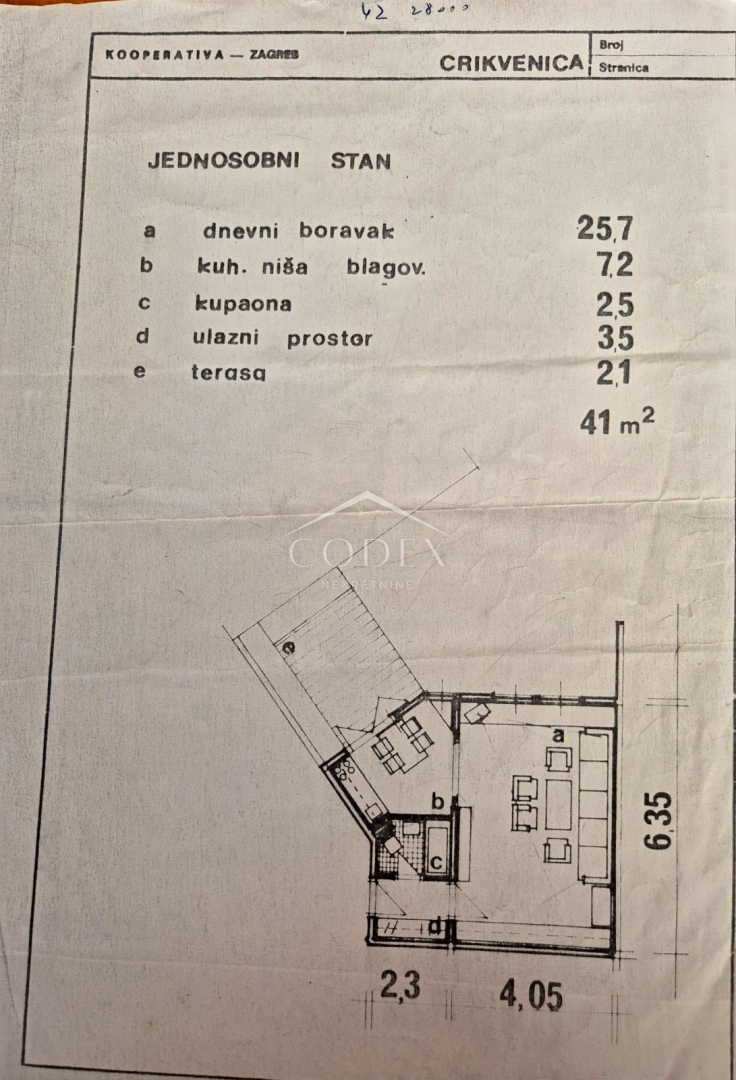 42 28000
KOOPERATIVA — ZAGREB
CRIKVENICA
Broj
Stranica
JEDNOSOBNI STAN
a dnevni boravak 25,7
b kuh. niša blagov. 7,2
c kupaona 2,5
d ulazni prostor 3,5
e terasa 2,1
41 m²
CODEX
NEKRETNINE
e
a
b
c
d
6,35
2,3
4,05